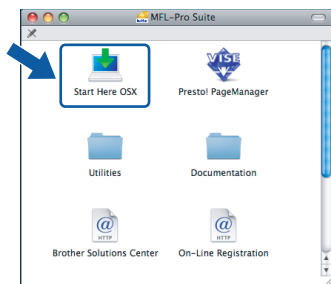 MFL-Pro Suite
Start Here OSX
VISE
Presto! PageManager
Utilities
Documentation
@
HTTP
@
HTTP
Brother Solutions Center
On-Line Registration